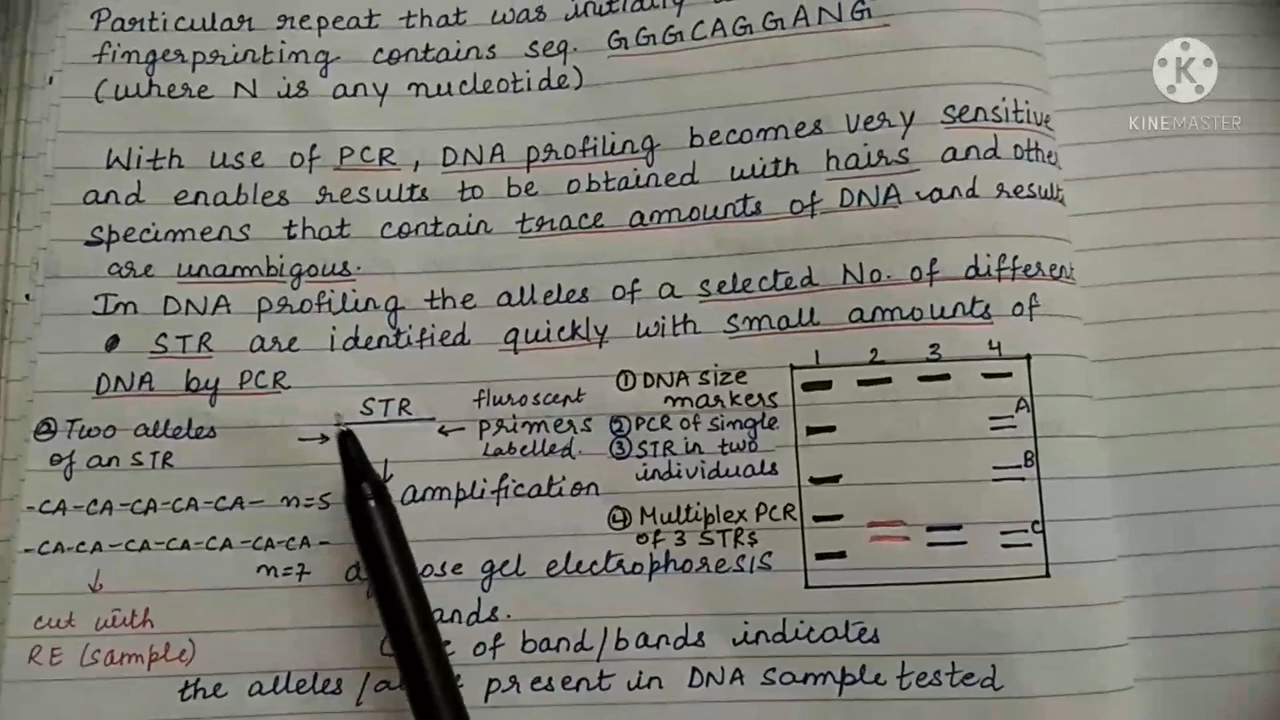 Particular repeat that was initially
fingerprinting contains seq. GGGCAGGANG
(where N is any nucleotide)
K
KINEMASTER
With use of PCR, DNA profiling becomes very sensitive
and enables results to be obtained with hairs and other
specimens that contain trace amounts of DNA and result
are unambigous.
In DNA profiling the alleles of a selected No. of different
STR are identified quickly with small amounts of
DNA by PCR
Two alleles
of an STR
-CA-CA-CA-CA-CA- n=5
-CA-CA-CA-CA-CA-CA-CA-
n=7
cut with
RE (sample)
STR
fluroscent
primers
Labelled.
amplification
gel electrophoresis
of band/bands indicates
the alleles/ present in DNA sample tested
① DNA size
markers
② PCR of single
③ STR in two
individuals
④ Multiplex PCR
of 3 STRs
1 2 3 4
A
B
C